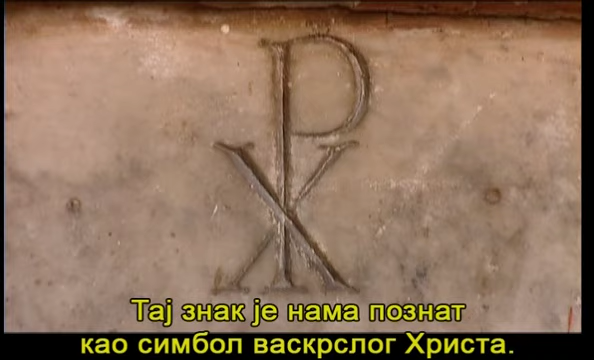 Тај знак је нама познат
као симбол васкрслог Христа.